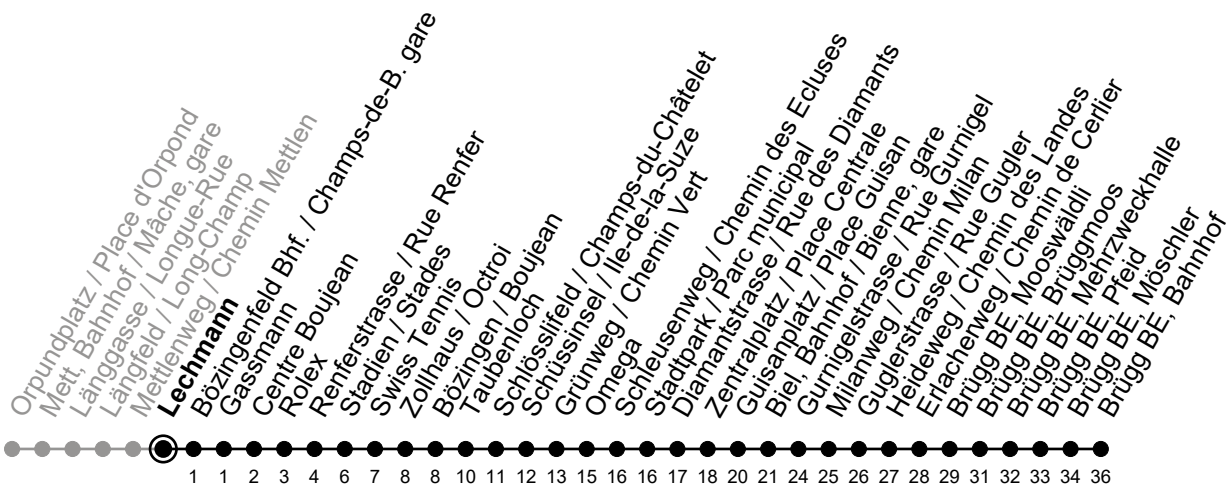 Orpundplatz / Place d'Orpond
Mett, Bahnhof / Mâche, gare
Länggasse / Longue-Rue
Längfeld / Long-Champ
Mettlenweg / Chemin Mettlen
Lechmann
Bözingenfeld Bhf. / Champs-de-B. gare
Gassmann
Centre Boujean
Rolex
Renferstrasse / Rue Renfer
Stadien / Stades
Swiss Tennis
Zollhaus / Octroi
Bözingen / Boujean
Taubenloch
Schlösslifeld / Champs-du-Châtelet
Schüssinsel / Ile-de-la-Suze
Grünweg / Chemin Vert
Omega
Schleusenweg / Chemin des Ecluses
Stadtpark / Parc municipal
Diamantstrasse / Rue des Diamants
Zentralplatz / Place Centrale
Guisanplatz / Place Guisan
Biel, Bahnhof / Bienne, gare
Gurnigelstrasse / Rue Gurnigel
Milanweg / Chemin Milan
Guglerstrasse / Rue Gugler
Heideweg / Chemin des Landes
Erlachenweg / Chemin de Cerlier
Brügg BE, Mooswäldli
Brügg BE, Brüggmoos
Brügg BE, Mehrzweckhalle
Brügg BE, Pfeid
Brügg BE, Möschler
Brügg BE, Bahnhof
1 1 2 3 4 6 7 8 8 10 11 12 13 15 16 16 17 18 20 21 24 25 26 27 28 29 31 32 33 34 36